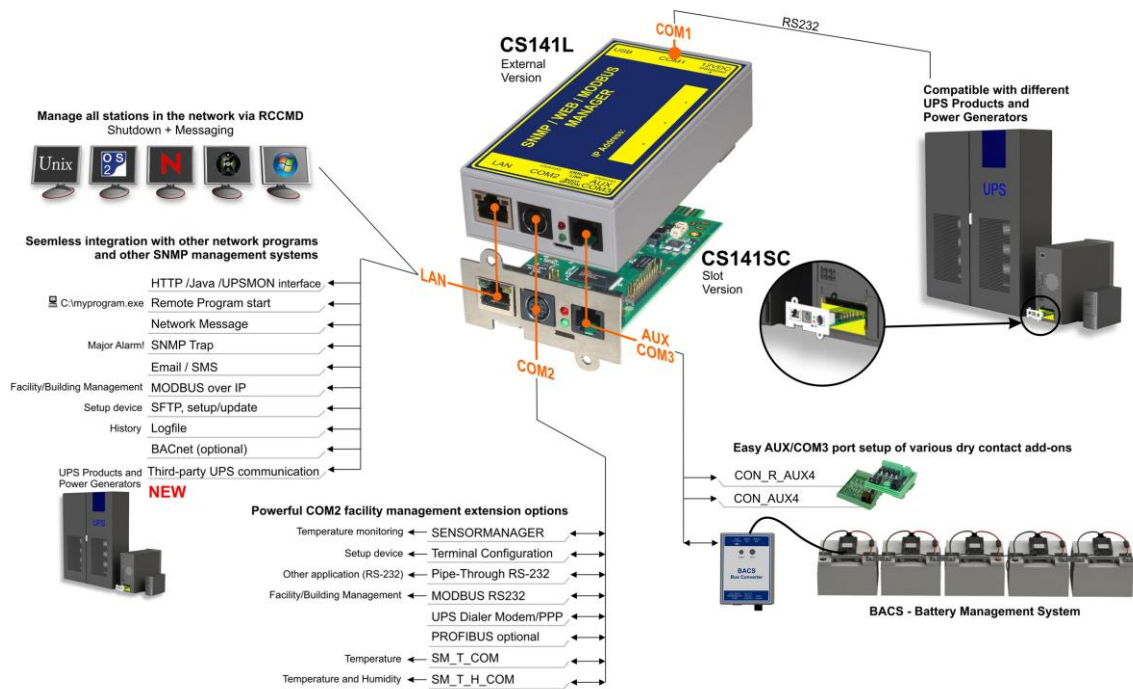 RS232
COM1
CS141L
External
Version
USB
COM1
12VDC
SNMP / WEB / MODBUS
MANAGER
IP Address:
LAN
COM2
ERROR
LINK
AUX
COM3
Compatible with different
UPS Products and
Power Generators
UPS
Manage all stations in the network via RCCMD
Shutdown + Messaging
Unix
OS
2
N
Seemless integration with other network programs
and other SNMP management systems
HTTP /Java /UPSMON interface
C:\myprogram.exe Remote Program start
Network Message
Major Alarm! SNMP Trap
Email / SMS
Facility/Building Management MODBUS over IP
Setup device SFTP, setup/update
History Logfile
BACnet (optional)
UPS Products and
Power Generators
Third-party UPS communication
NEW
UPS
LAN
CS141SC
Slot
Version
AUX
COM3
COM2
Powerful COM2 facility management extension options
Temperature monitoring SENSORMANAGER
Setup device Terminal Configuration
Other application (RS-232) Pipe-Through RS-232
Facility/Building Management MODBUS RS232
UPS Dialer Modem/PPP
PROFIBUS optional
Temperature SM_T_COM
Temperature and Humidity SM_T_H_COM
Easy AUX/COM3 port setup of various dry contact add-ons
CON_R_AUX4
CON_AUX4
BACS
Bus Converter
BACS - Battery Management System